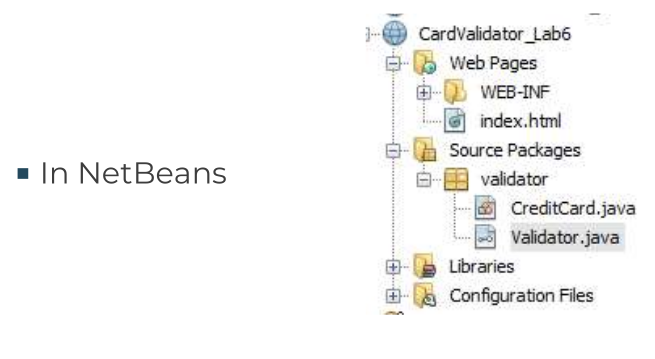 CardValidator_Lab6
Web Pages
WEB-INF
index.html
Source Packages
validator
▪ In NetBeans
CreditCard.java
Validator.java
Libraries
Configuration Files